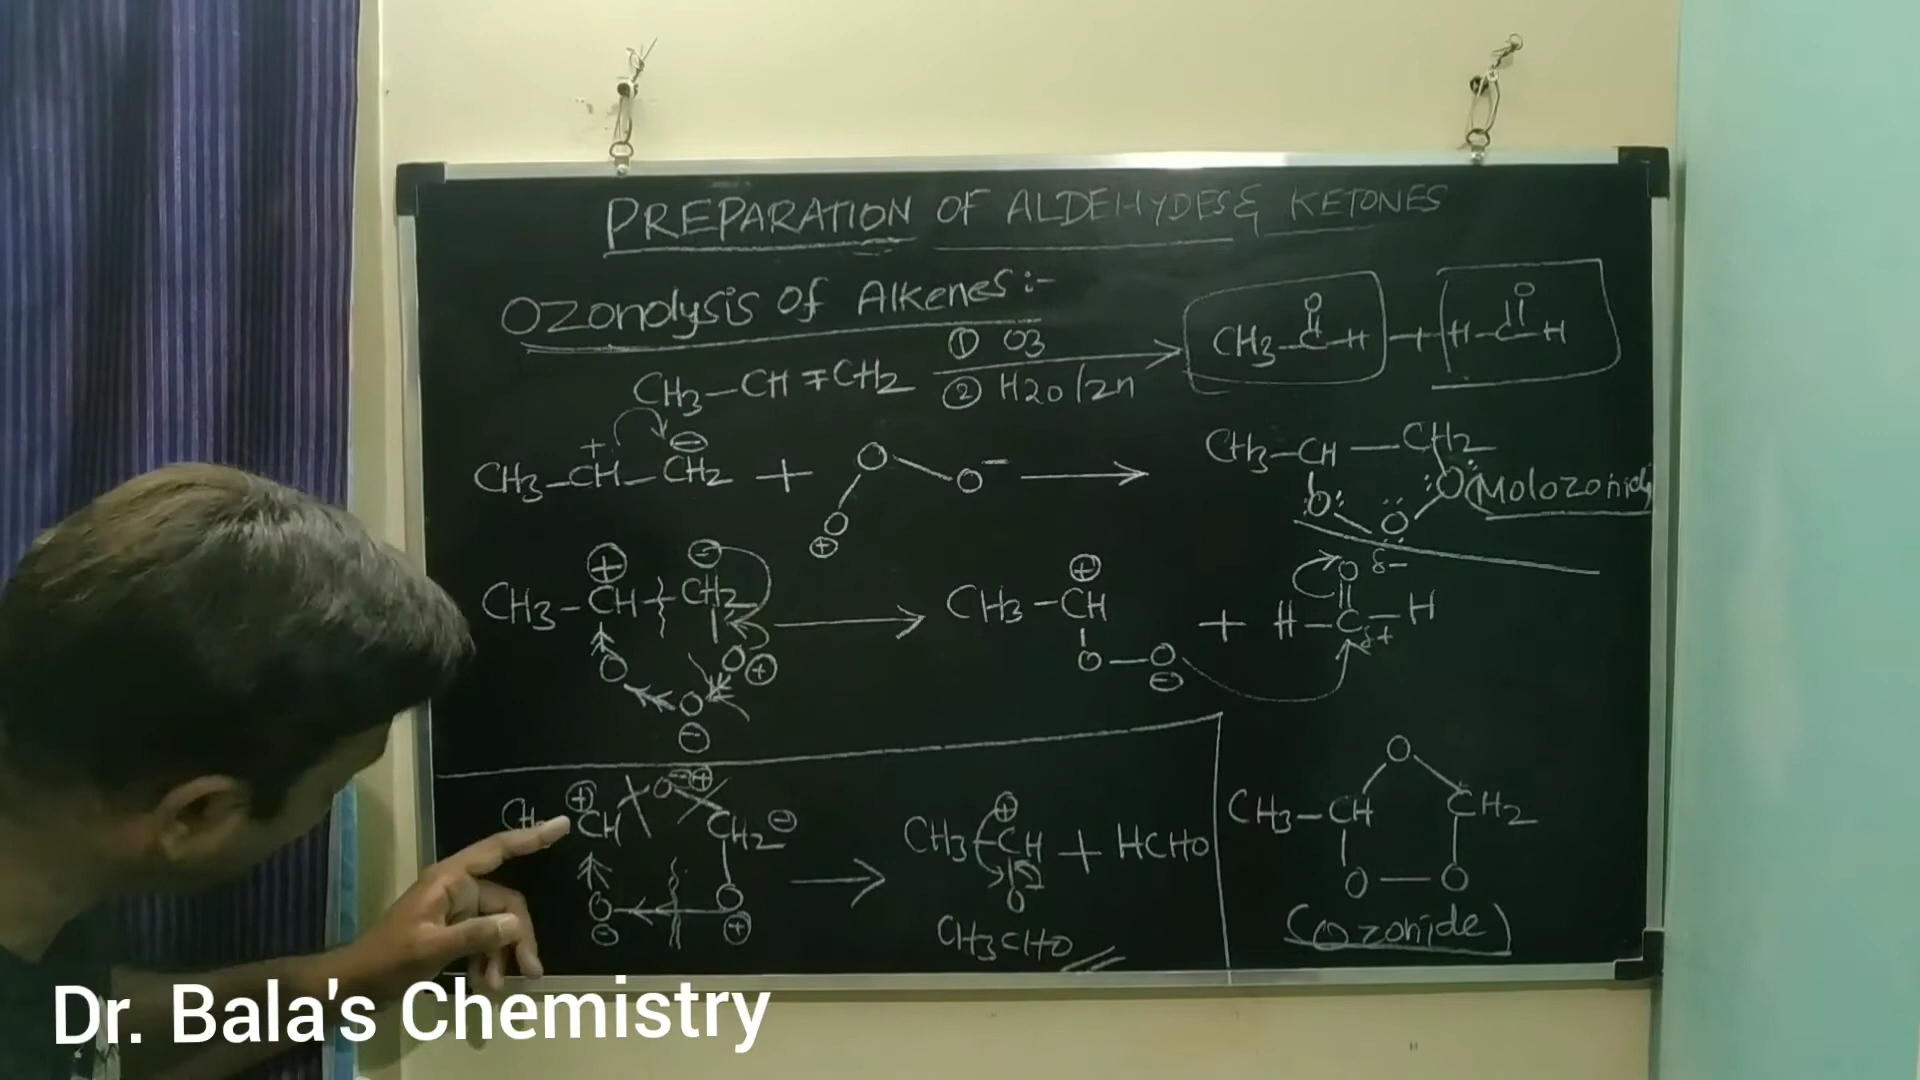 PREPARATION OF ALDEHYDES & KETONES
Ozonolysis of Alkenes:-
CH3-CH=CH2 ① O3 ② H2O/Zn → CH3-C-H + H-C-H
O O
CH3-CH-CH2 + O O O⁻ → CH3-CH-CH2
+ ⊖ ⊕ O O O (Molozonide
CH3-CH-CH2 → CH3-CH + H-C-H
⊕ ⊖ ⊕ O δ- δ+
O O O ⊕ ⊖ O-O ⊖
⊕ CH O CH2 ⊖ → CH3-CH + HCHO
O O ⊖ ⊕ ⊕ O
CH3CHO
CH3-CH O CH2
O-O
(Ozonide)
Dr. Bala's Chemistry